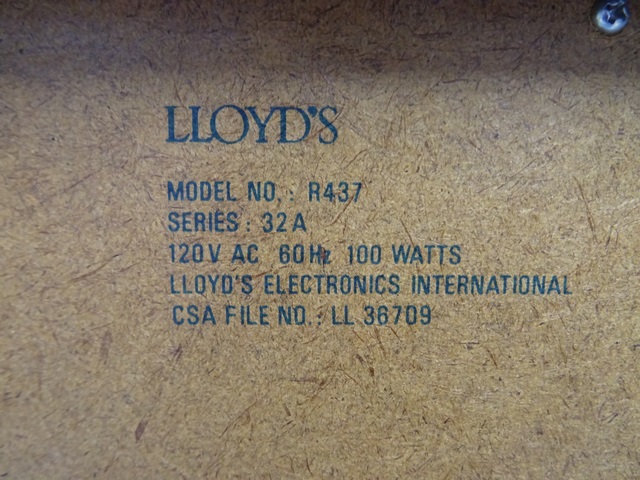 LLOYD'S
MODEL NO.: R437
SERIES: 32A
120V AC 60Hz 100 WATTS
LLOYD'S ELECTRONICS INTERNATIONAL
CSA FILE NO.: LL 36709